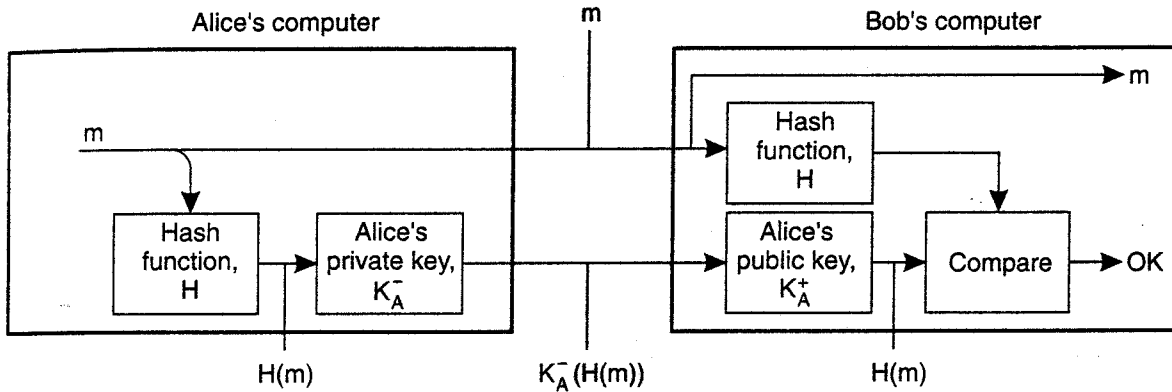 Alice's computer
m
Bob's computer
m
m
Hash
function,
H
Hash
function,
H
Alice's
private key,
K_A^-
Alice's
public key,
K_A^+
Compare
OK
H(m)
K_A^-(H(m))
H(m)